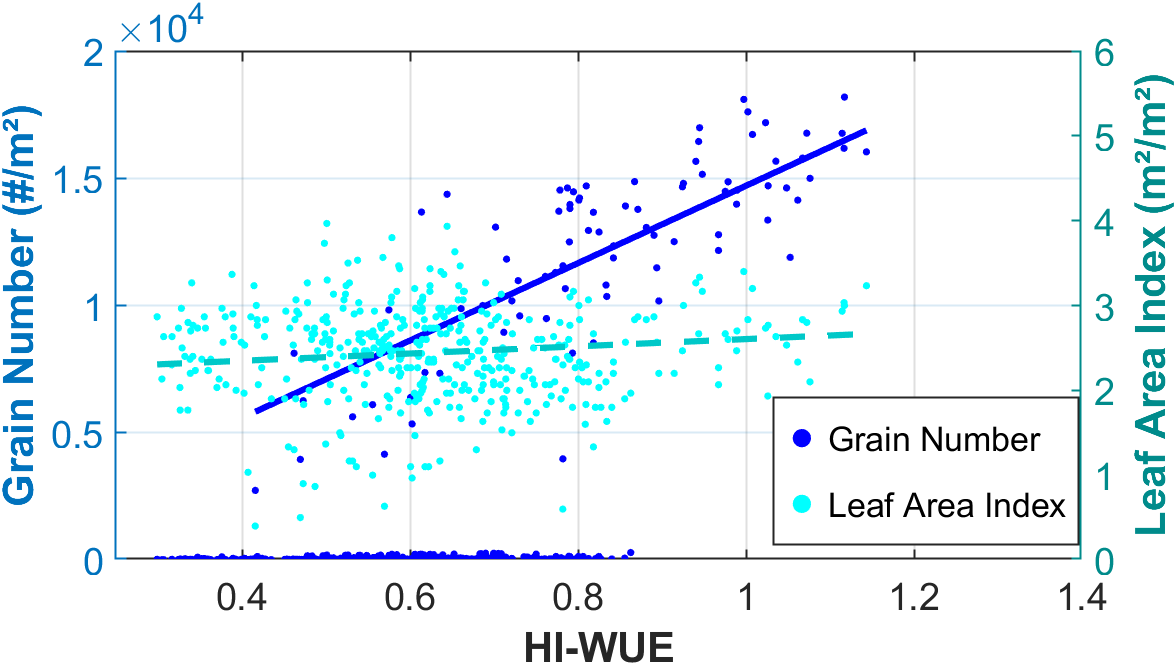 ×10⁴
2
1.5
1
0.5
0
Grain Number (#/m²)
6
5
4
3
2
1
0
Leaf Area Index (m²/m²)
Grain Number
Leaf Area Index
0.4 0.6 0.8 1 1.2 1.4
HI-WUE